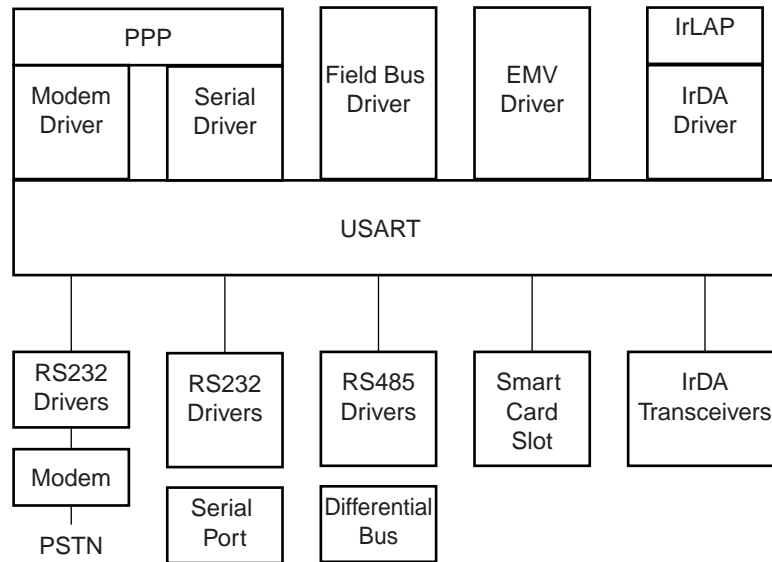 PPP
IrLAP
Modem
Driver
Serial
Driver
Field Bus
Driver
EMV
Driver
IrDA
Driver
USART
RS232
Drivers
RS232
Drivers
RS485
Drivers
Smart
Card
Slot
IrDA
Transceivers
Modem
Serial
Port
Differential
Bus
PSTN